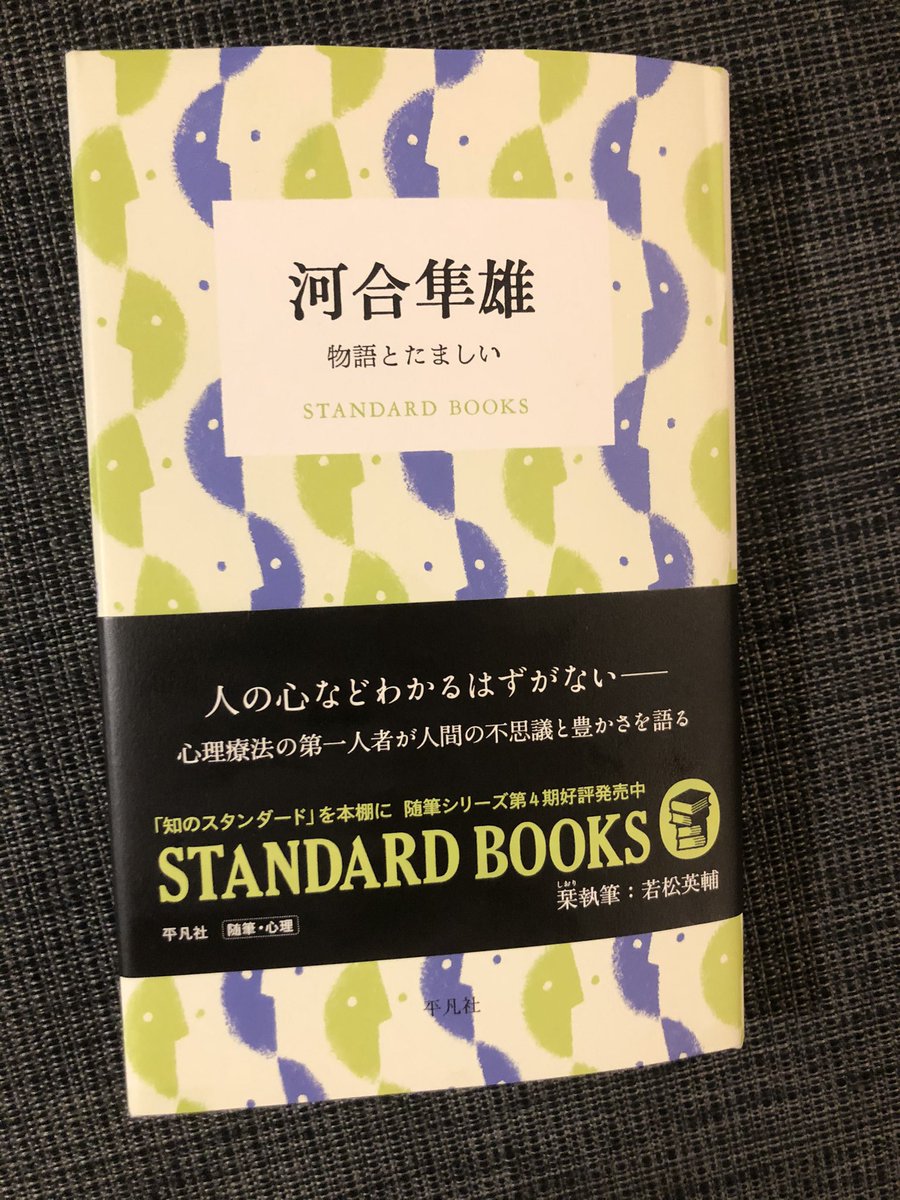 河合隼雄
物語とたましい
STANDARD BOOKS
人の心などわかるはずがない──
心理療法の第一人者が人間の不思議と豊かさを語る
「知のスタンダード」を本棚に 随筆シリーズ第4期好評発売中
STANDARD BOOKS
しおり
栞執筆：若松英輔
平凡社 随筆・心理
平凡社